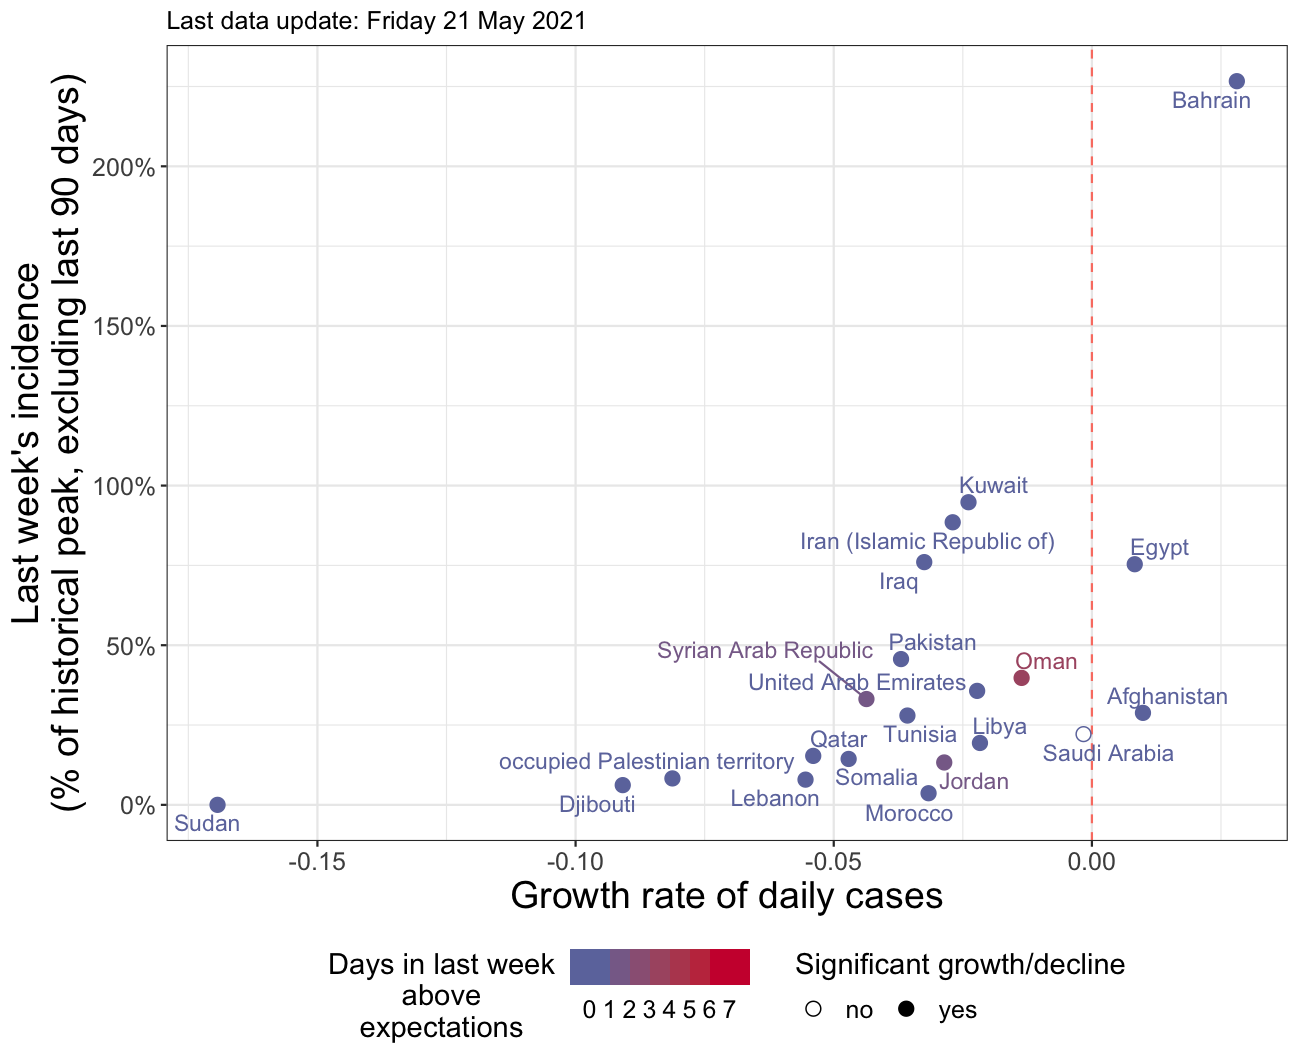 Last data update: Friday 21 May 2021
Last week's incidence
(% of historical peak, excluding last 90 days)
200%
150%
100%
50%
0%
Bahrain
Kuwait
Iran (Islamic Republic of)
Egypt
Iraq
Pakistan
Syrian Arab Republic
Oman
United Arab Emirates
Afghanistan
Libya
Tunisia
Qatar
Saudi Arabia
occupied Palestinian territory
Somalia
Jordan
Lebanon
Djibouti
Morocco
Sudan
-0.15
-0.10
-0.05
0.00
Growth rate of daily cases
Days in last week
above
expectations
0 1 2 3 4 5 6 7
Significant growth/decline
no
yes